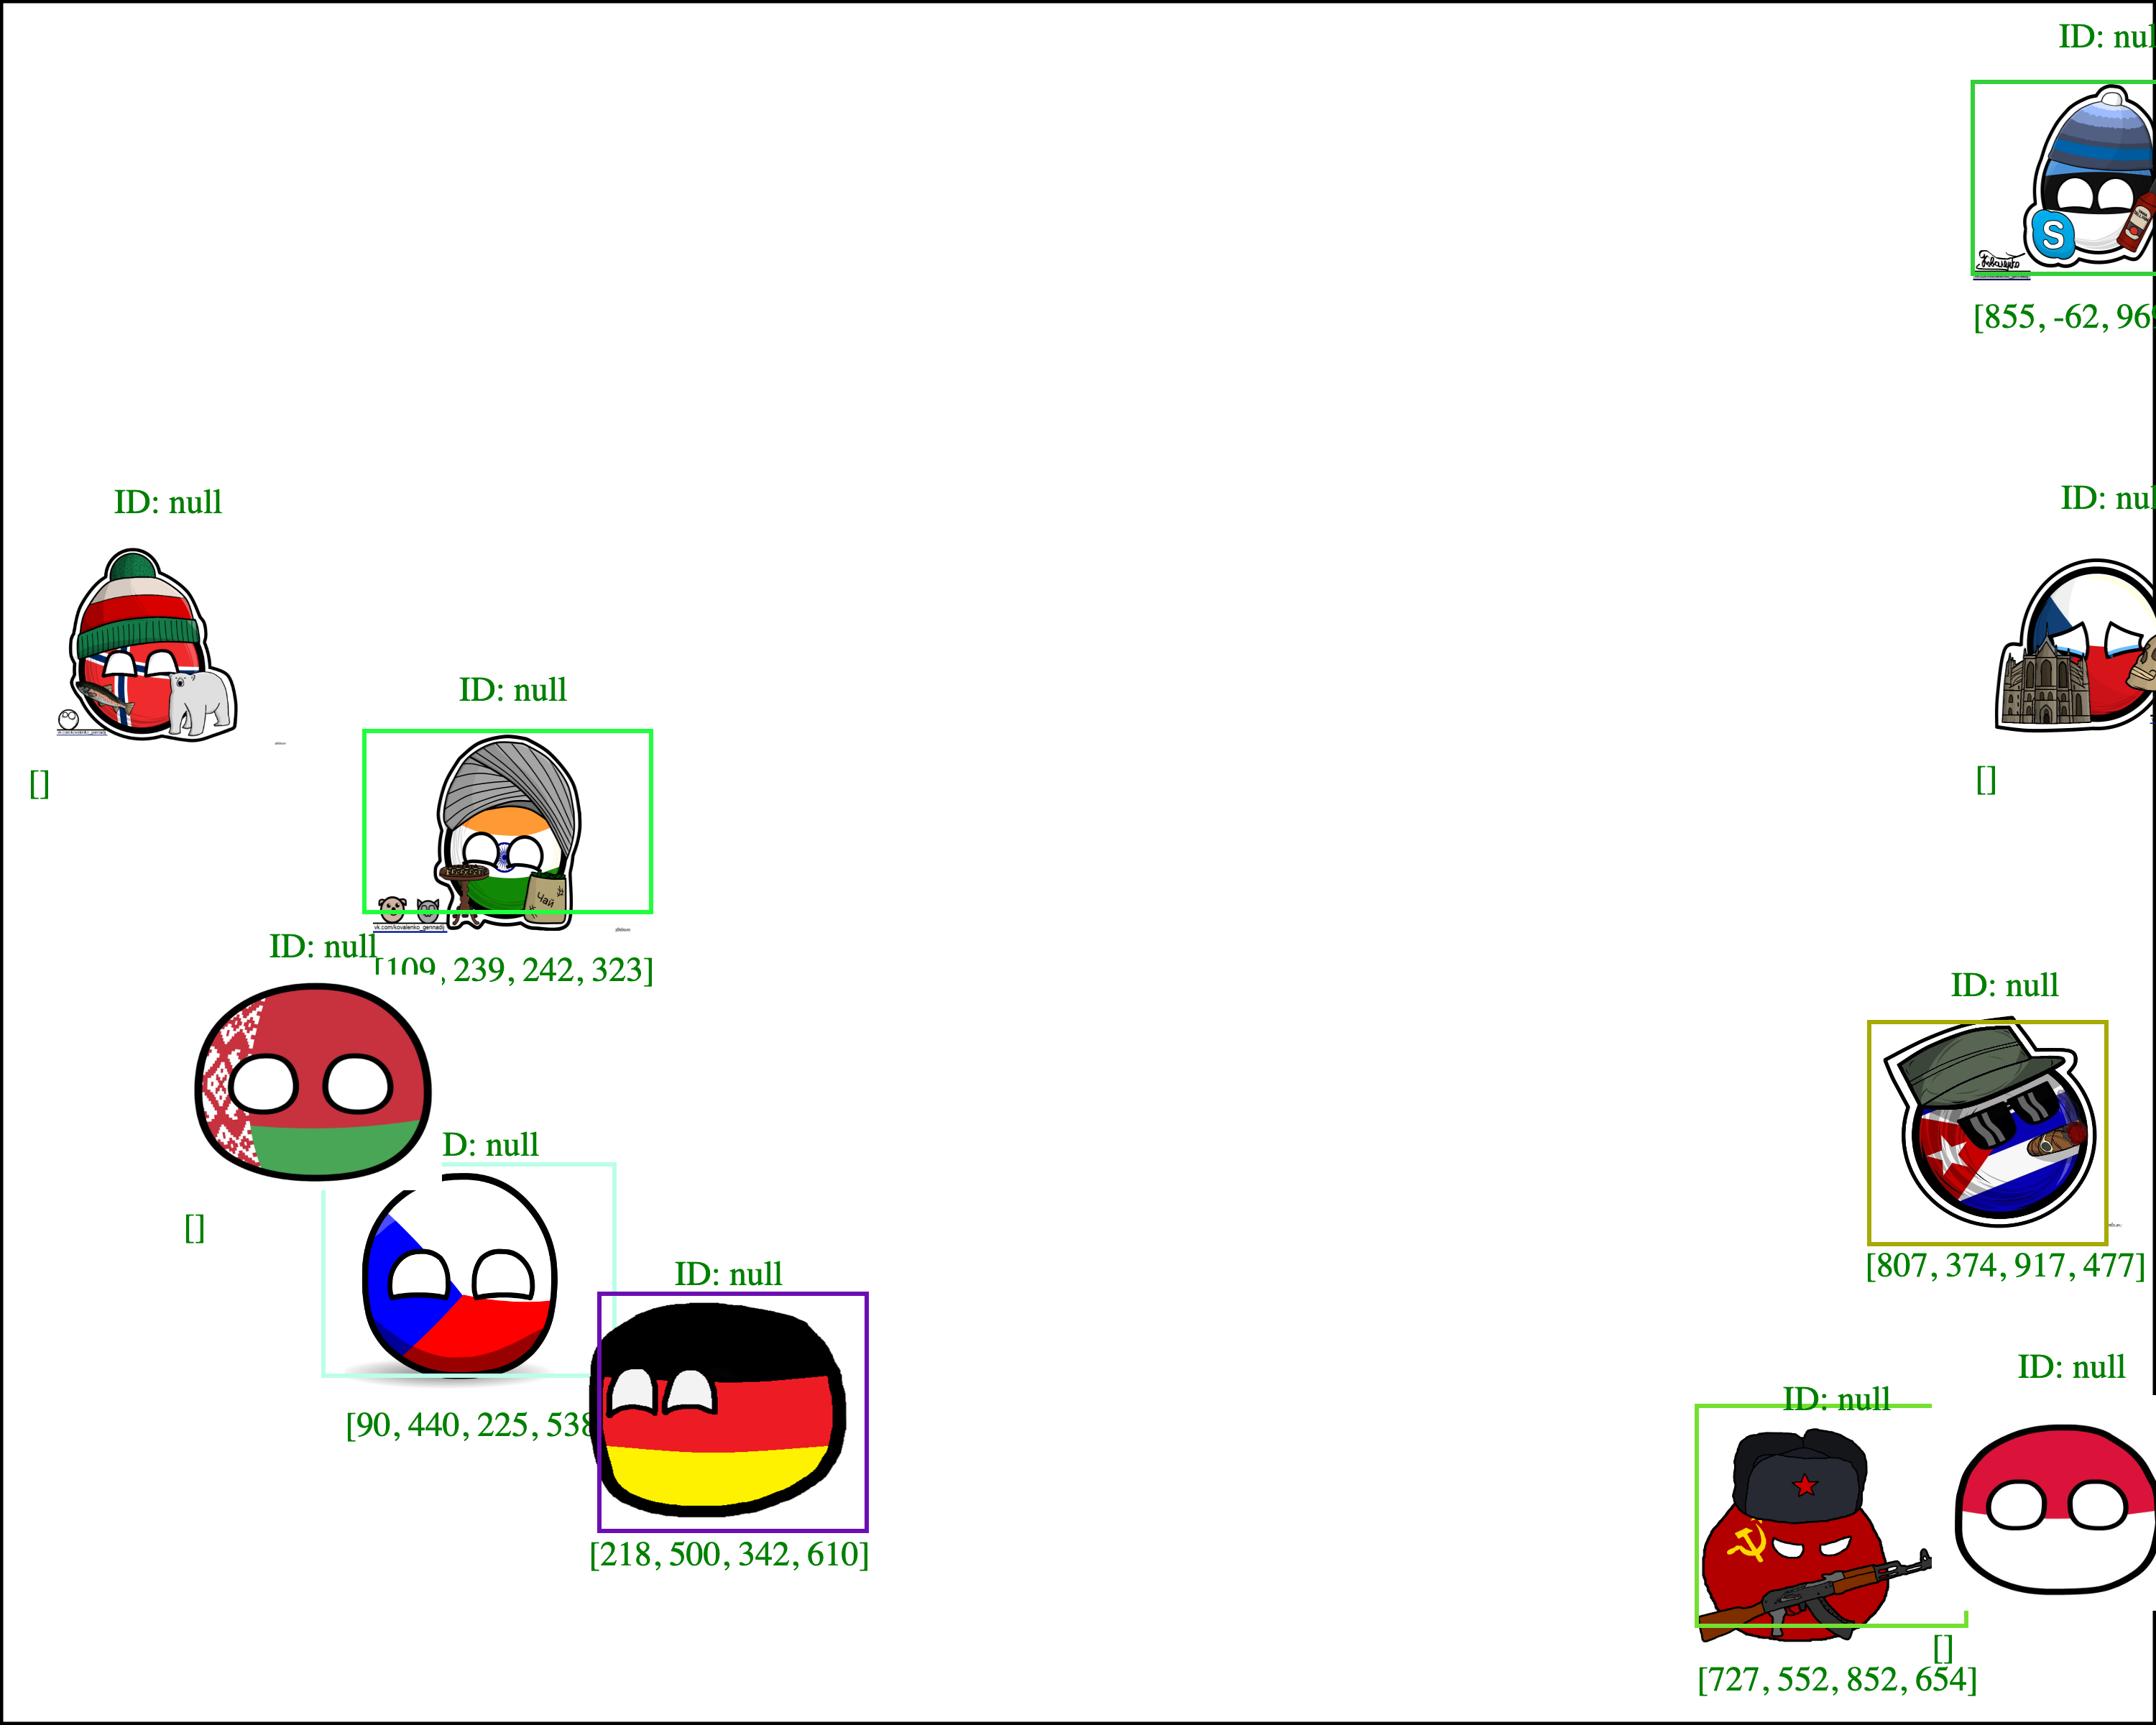 ID: nul
S
[855, -62, 96
ID: null
ID: nul
ID: null
[]
[]
Чай
vk.com/kovalenko_gennadij
ID: null
[109, 239, 242, 323]
ID: null
D: null
[807, 374, 917, 477]
[]
ID: null
[90, 440, 225, 538
ID: null
ID: null
[218, 500, 342, 610]
[]
[727, 552, 852, 654]